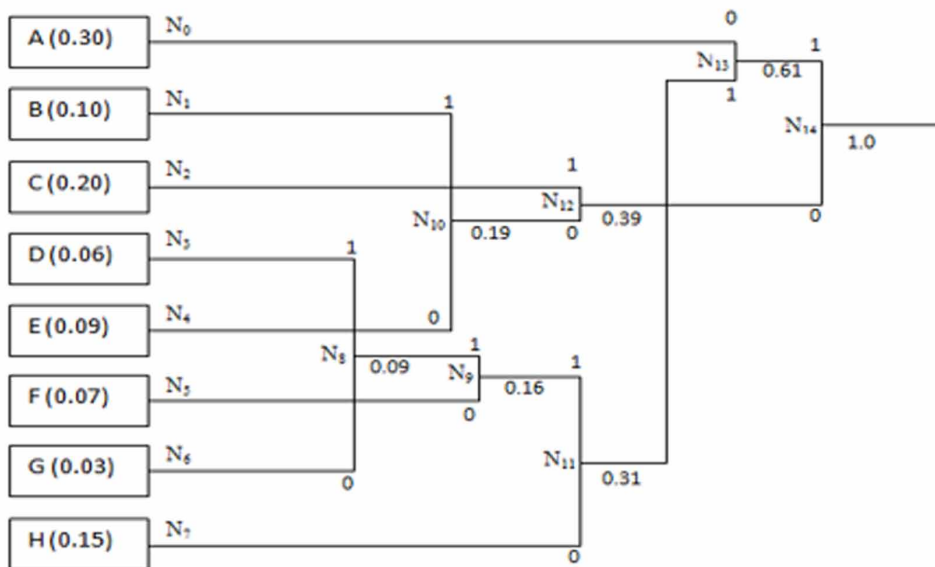 0
A (0.30) N₀ 1
N₁₃ 0.61
B (0.10) N₁ 1 1
N₁₄ 1.0
C (0.20) N₂ 1
N₁₂ 0.39 0
N₁₀ 0.19 0
D (0.06) N₃ 1
E (0.09) N₄ 0
N₈ 0.09 1
N₉ 0.16 1
F (0.07) N₅ 0
G (0.03) N₆ 0
N₁₁ 0.31
H (0.15) N₇ 0